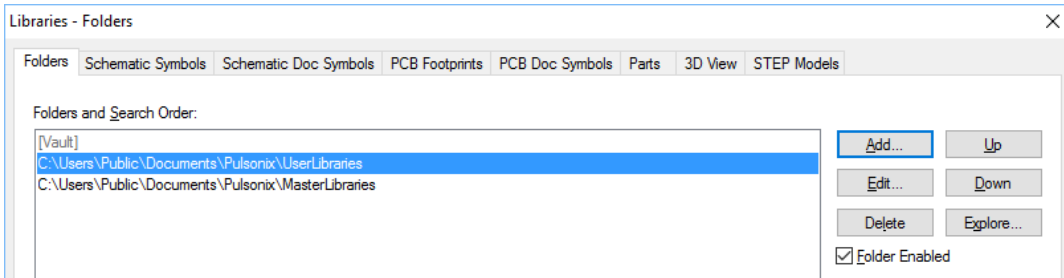 Libraries - Folders
Folders Schematic Symbols Schematic Doc Symbols PCB Footprints PCB Doc Symbols Parts 3D View STEP Models
Folders and Search Order:
[Vault]
C:\Users\Public\Documents\Pulsonix\UserLibraries
C:\Users\Public\Documents\Pulsonix\MasterLibraries
Add... Up
Edit... Down
Delete Explore...
Folder Enabled